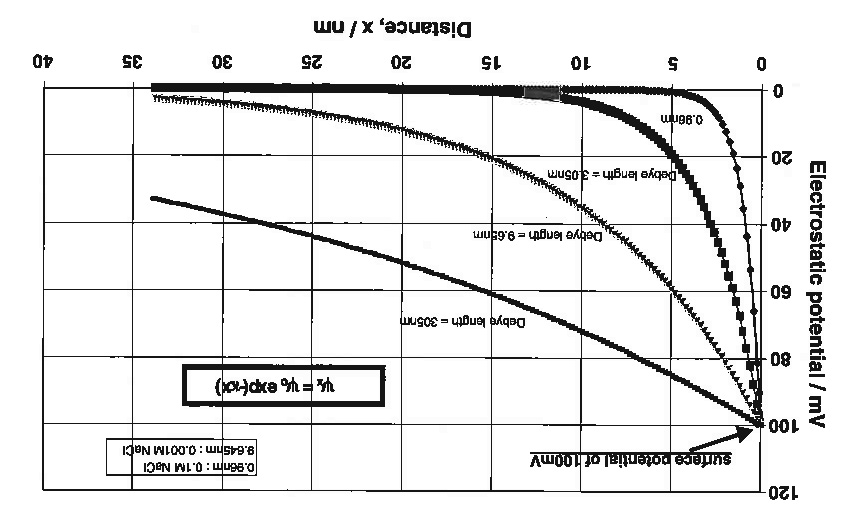 120
surface potential of 100mV
0.96nm : 0.1M NaCl
9.645nm : 0.001M NaCl
100
ψₓ = ψ₀ exp(-κx)
80
Debye length = 305nm
60
Debye length = 9.65nm
40
Debye length = 3.05nm
20
0.96nm
0
Electrostatic potential / mV
0 5 10 15 20 25 30 35 40
Distance, x / nm